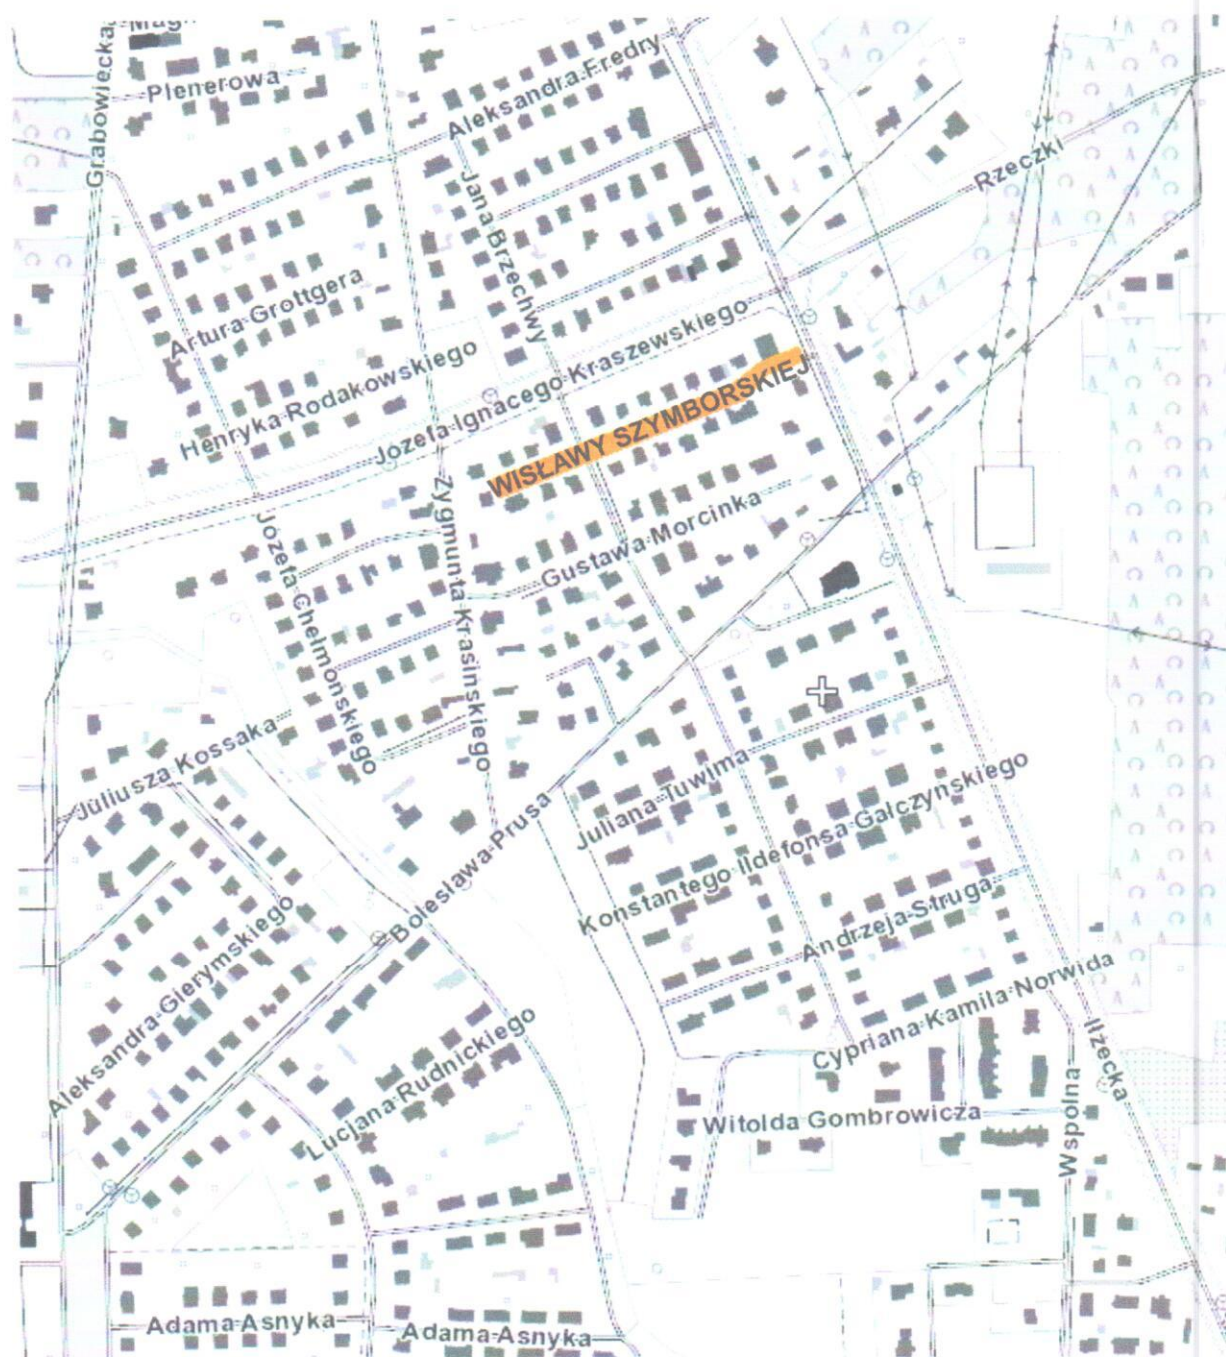 Grabowiecka
Plenerowa
Aleksandra Fredry
Jana Brzechwy
Rzeczki
Artura Grottgera
Henryka Rodakowskiego
Józefa Ignacego Kraszewskiego
WISŁAWY SZYMBORSKIEJ
Gustawa Morcinka
Józefa Chełmońskiego
Zygmunta Krasińskiego
Juliusza Kossaka
Bolesława Prusa
Juliana Tuwima
Konstantego Ildefonsa Gałczyńskiego
Andrzeja Struga
Aleksandra Gierymskiego
Lucjana Rudnickiego
Cypriana Kamila Norwida
Iłżecka
Wspólna
Witolda Gombrowicza
Adama Asnyka
Adama Asnyka